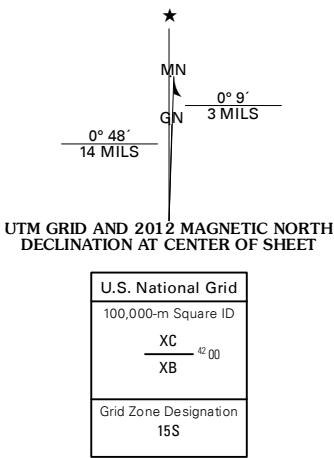 ★
MN
GN
0° 9´
3 MILS
0° 48´
14 MILS
UTM GRID AND 2012 MAGNETIC NORTH
DECLINATION AT CENTER OF SHEET
U.S. National Grid
100,000-m Square ID
XC
42 00
XB
Grid Zone Designation
15S